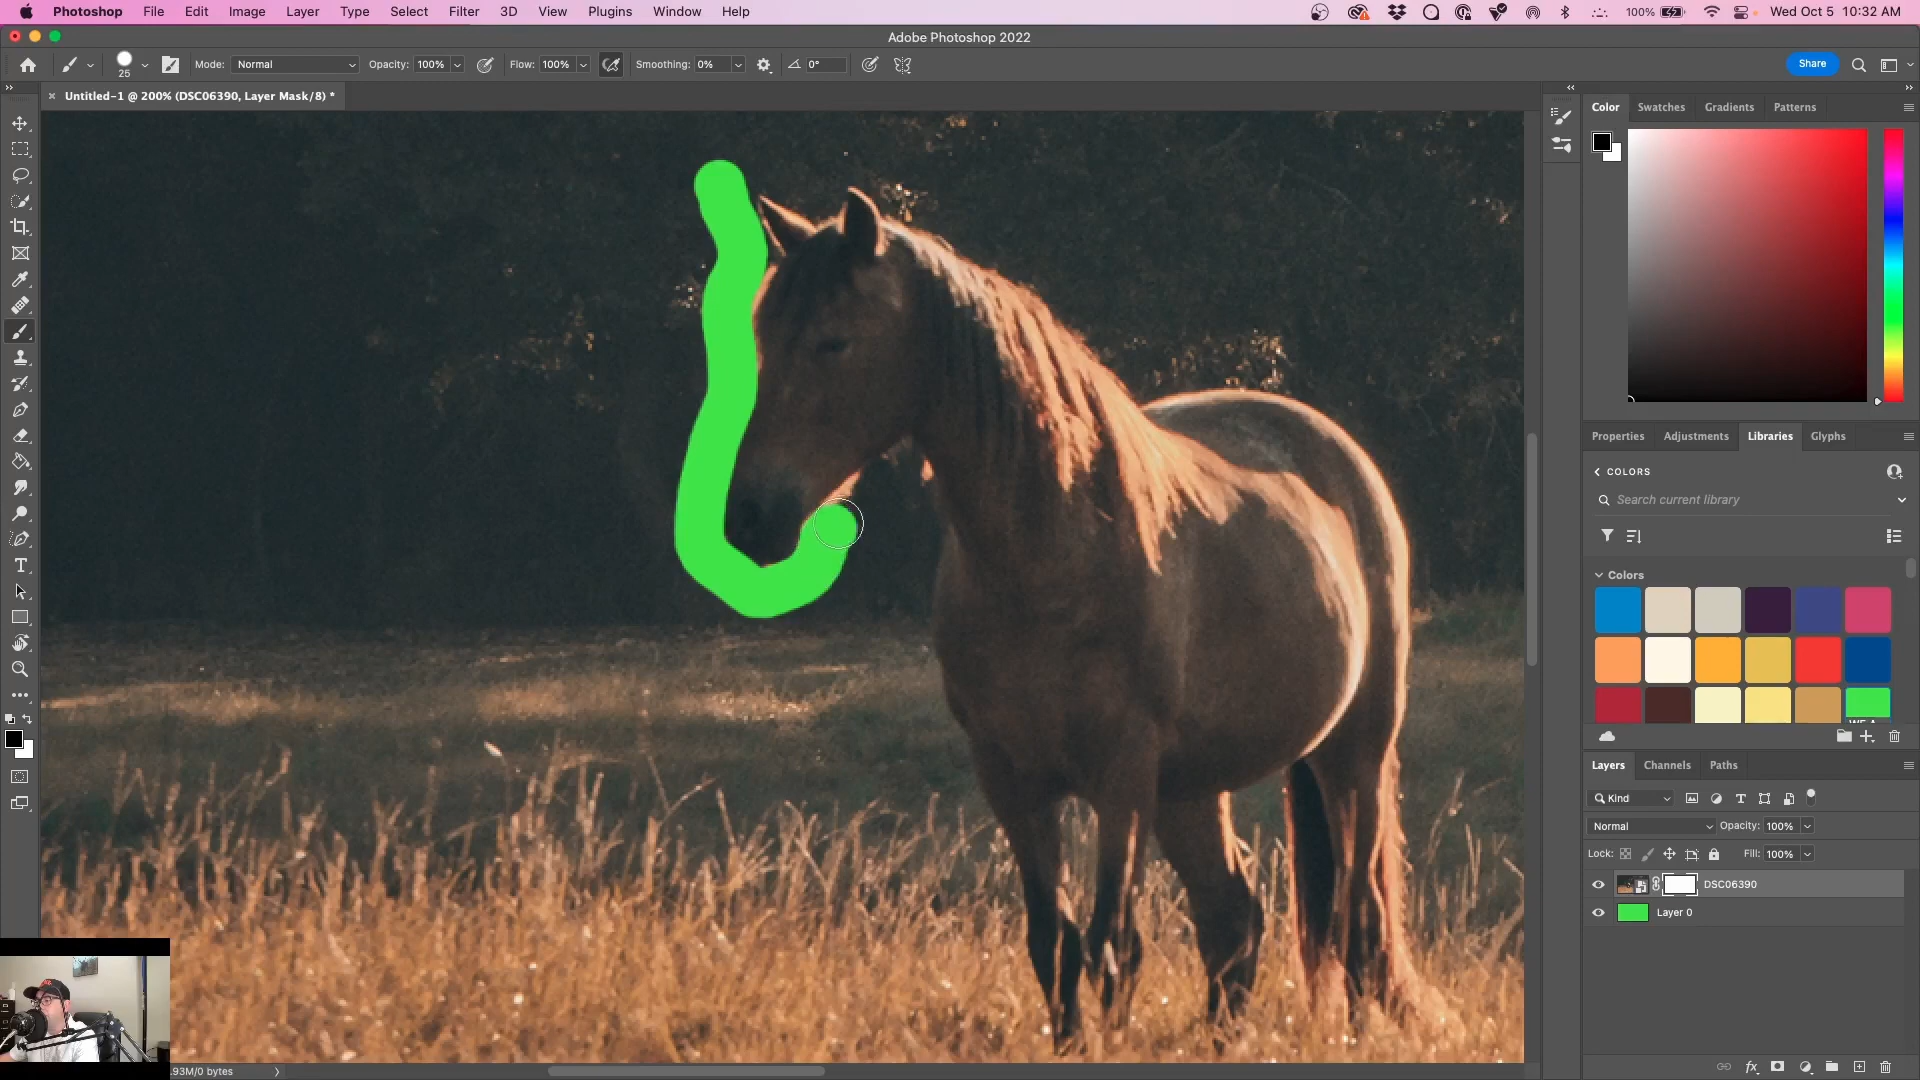 Photoshop File Edit Image Layer Type Select Filter 3D View Plugins Window Help 100% Wed Oct 5 10:32 AM
Adobe Photoshop 2022
25 Mode: Normal Opacity: 100% Flow: 100% Smoothing: 0% 0° Share
Untitled-1 @ 200% (DSC06390, Layer Mask/8) *
Color Swatches Gradients Patterns
Properties Adjustments Libraries Glyphs
COLORS
Search current library
Colors
Layers Channels Paths
Kind
Normal Opacity: 100%
Lock: Fill: 100%
DSC06390
Layer 0
.93M/0 bytes